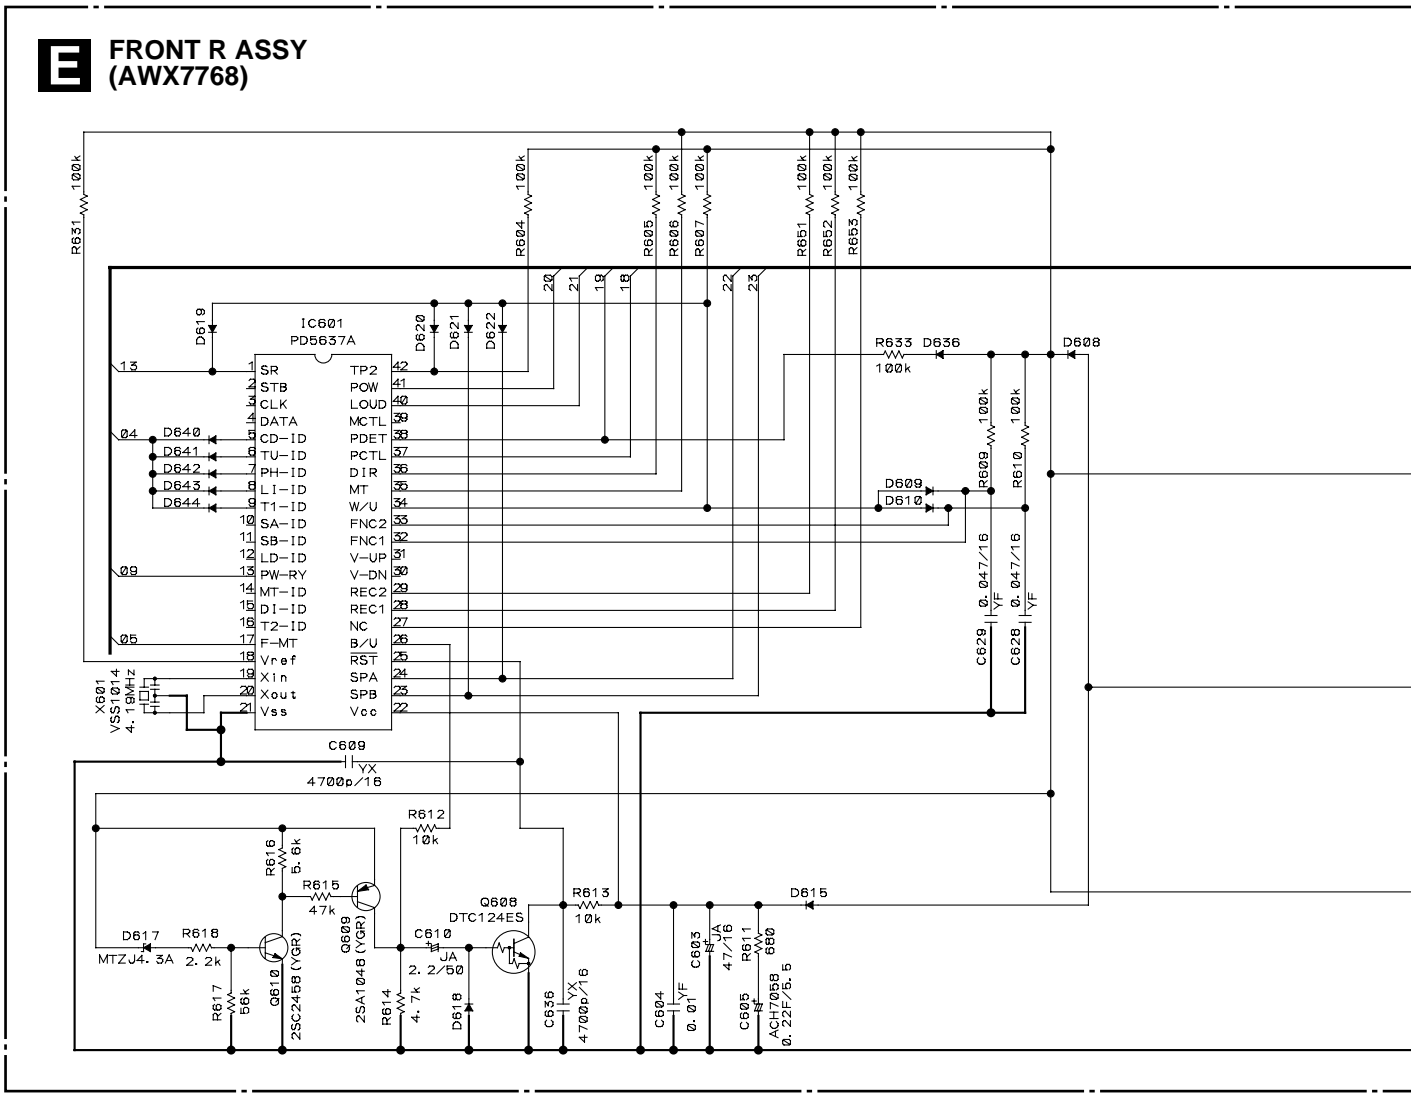 E
FRONT R ASSY
(AWX7768)
R631 100k
R604 100k
R605 100k
R606 100k
R607 100k
R651 100k
R652 100k
R653 100k
20
21
19
18
22
23
D619
IC601
PD5637A
D620
D621
D622
R633
100k
D636
D608
13
04
09
05
D640
D641
D642
D643
D644
1 SR
2 STB
3 CLK
4 DATA
5 CD-ID
6 TU-ID
7 PH-ID
8 LI-ID
9 T1-ID
10 SA-ID
11 SB-ID
12 LD-ID
13 PW-RY
14 MT-ID
15 DI-ID
16 T2-ID
17 F-MT
18 Vref
19 Xin
20 Xout
21 Vss
TP2 42
POW 41
LOUD 40
MCTL 39
PDET 38
PCTL 37
DIR 36
MT 35
W/U 34
FNC2 33
FNC1 32
V-UP 31
V-DN 30
REC2 29
REC1 28
NC 27
B/U 26
RST 25
SPA 24
SPB 23
Vcc 22
R609 100k
R610 100k
D609
D610
C629 0.047/16 YF
C628 0.047/16 YF
X601
VSS1014
4.19MHz
C609
YX
4700p/16
R612
10k
R616
5.6k
R615
47k
Q609
2SA1048(YGR)
D617
MTZJ4.3A
R618
2.2k
R617
56k
Q610
2SC2458(YGR)
R614
4.7k
C610
JA
2.2/50
D618
Q608
DTC124ES
R613
10k
C636
YX
4700p/16
C604
YF
0.01
C603
JA
47/16
R611
680
C605
ACH7058
0.22F/5.5
D615